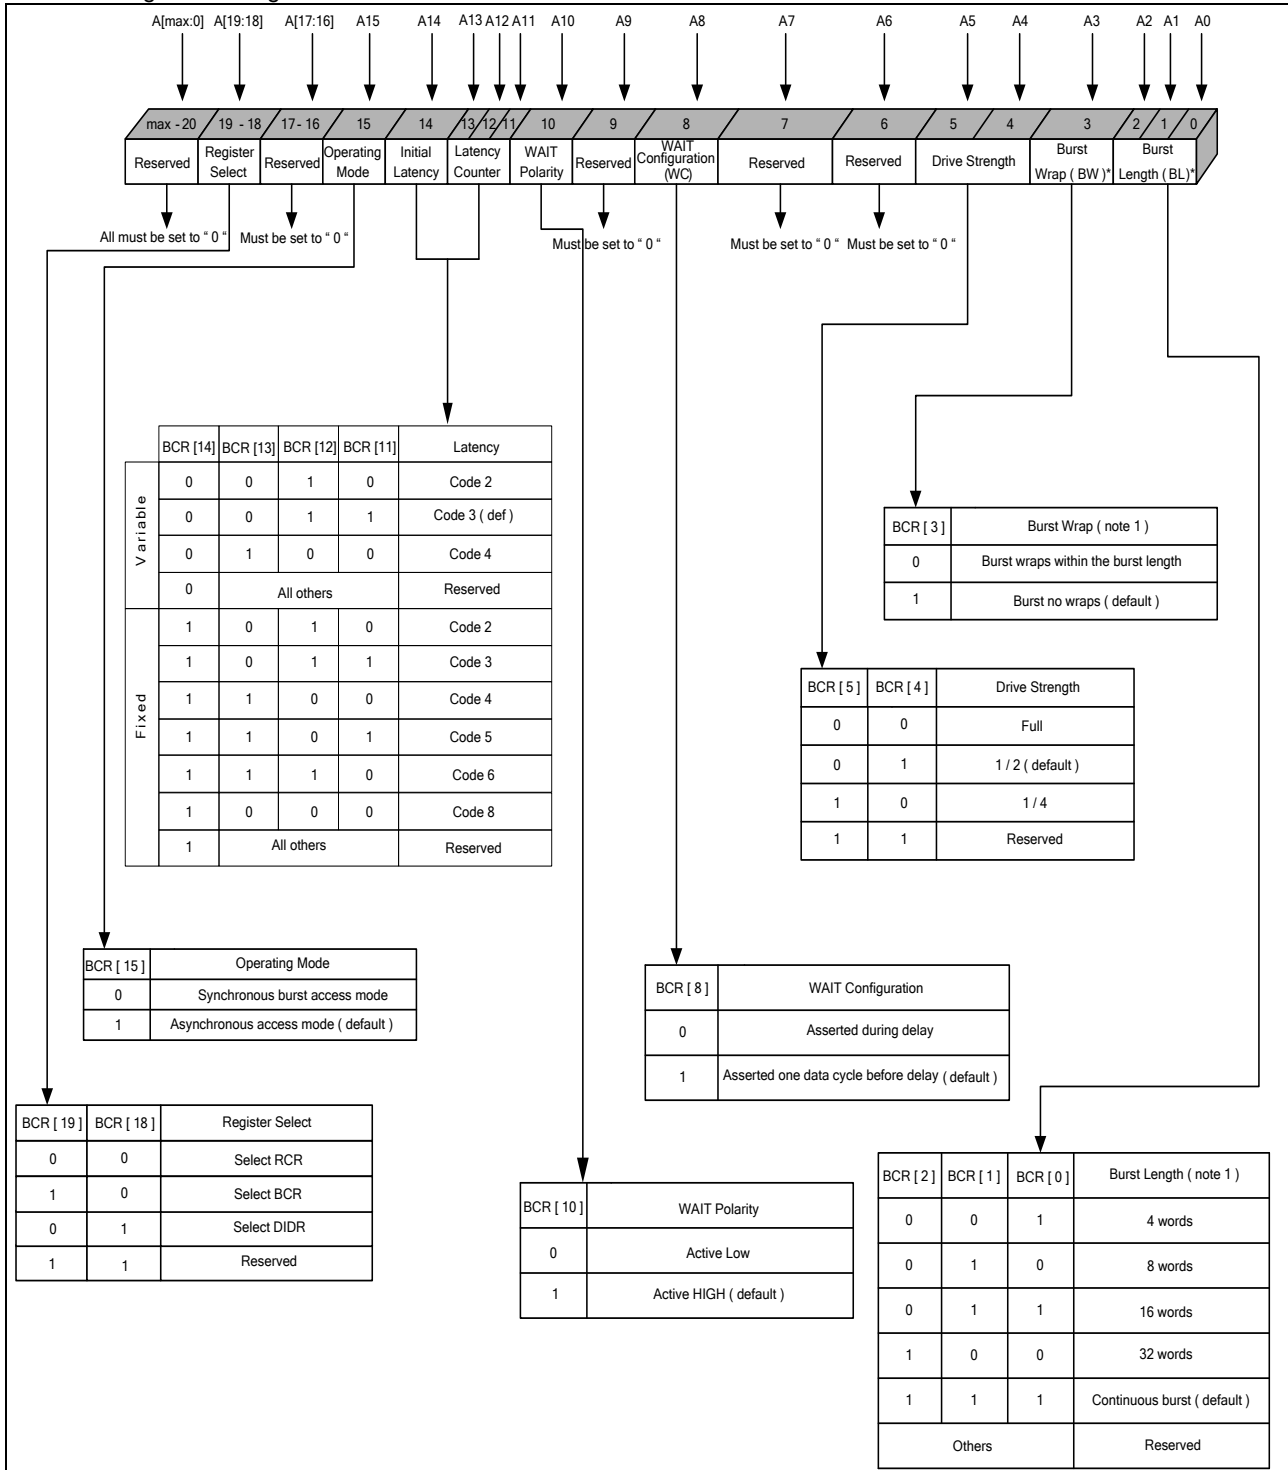 A[max:0] A[19:18] A[17:16] A15 A14 A13 A12 A11 A10 A9 A8 A7 A6 A5 A4 A3 A2 A1 A0
max - 20 19 - 18 17 - 16 15 14 13 12 11 10 9 8 7 6 5 4 3 2 1 0
Reserved
Register
Select
Reserved
Operating
Mode
Initial
Latency
Latency
Counter
WAIT
Polarity
Reserved
WAIT
Configuration
(WC)
Reserved
Reserved
Drive Strength
Burst
Wrap ( BW )*
Burst
Length ( BL)*
All must be set to “ 0 “
Must be set to “ 0 “
Must be set to “ 0 “
Must be set to “ 0 “
Must be set to “ 0 “
BCR [14] BCR [13] BCR [12] BCR [11] Latency
Variable
0 0 1 0 Code 2
0 0 1 1 Code 3 ( def )
0 1 0 0 Code 4
0 All others Reserved
Fixed
1 0 1 0 Code 2
1 0 1 1 Code 3
1 1 0 0 Code 4
1 1 0 1 Code 5
1 1 1 0 Code 6
1 0 0 0 Code 8
1 All others Reserved
BCR [ 3 ] Burst Wrap ( note 1 )
0 Burst wraps within the burst length
1 Burst no wraps ( default )
BCR [ 5 ] BCR [ 4 ] Drive Strength
0 0 Full
0 1 1 / 2 ( default )
1 0 1 / 4
1 1 Reserved
BCR [ 15 ] Operating Mode
0 Synchronous burst access mode
1 Asynchronous access mode ( default )
BCR [ 8 ] WAIT Configuration
0 Asserted during delay
1 Asserted one data cycle before delay ( default )
BCR [ 19 ] BCR [ 18 ] Register Select
0 0 Select RCR
1 0 Select BCR
0 1 Select DIDR
1 1 Reserved
BCR [ 10 ] WAIT Polarity
0 Active Low
1 Active HIGH ( default )
BCR [ 2 ] BCR [ 1 ] BCR [ 0 ] Burst Length ( note 1 )
0 0 1 4 words
0 1 0 8 words
0 1 1 16 words
1 0 0 32 words
1 1 1 Continuous burst ( default )
Others Reserved